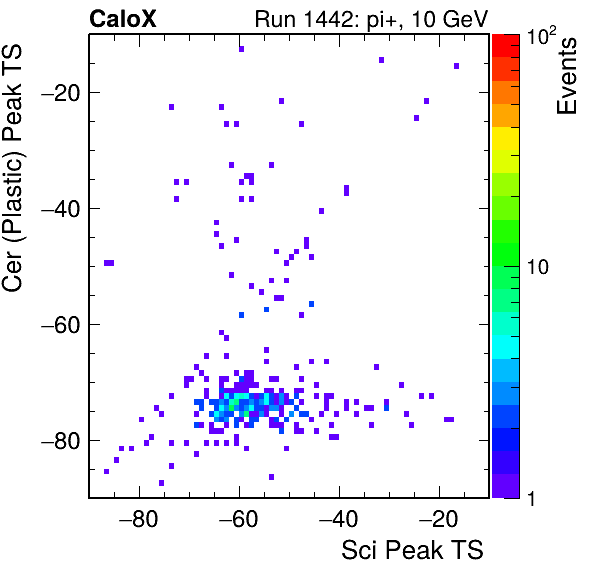 CaloX Run 1442: pi+, 10 GeV
Cer (Plastic) Peak TS
−20
−40
−60
−80
−80 −60 −40 −20
Sci Peak TS
10²
10
1
Events